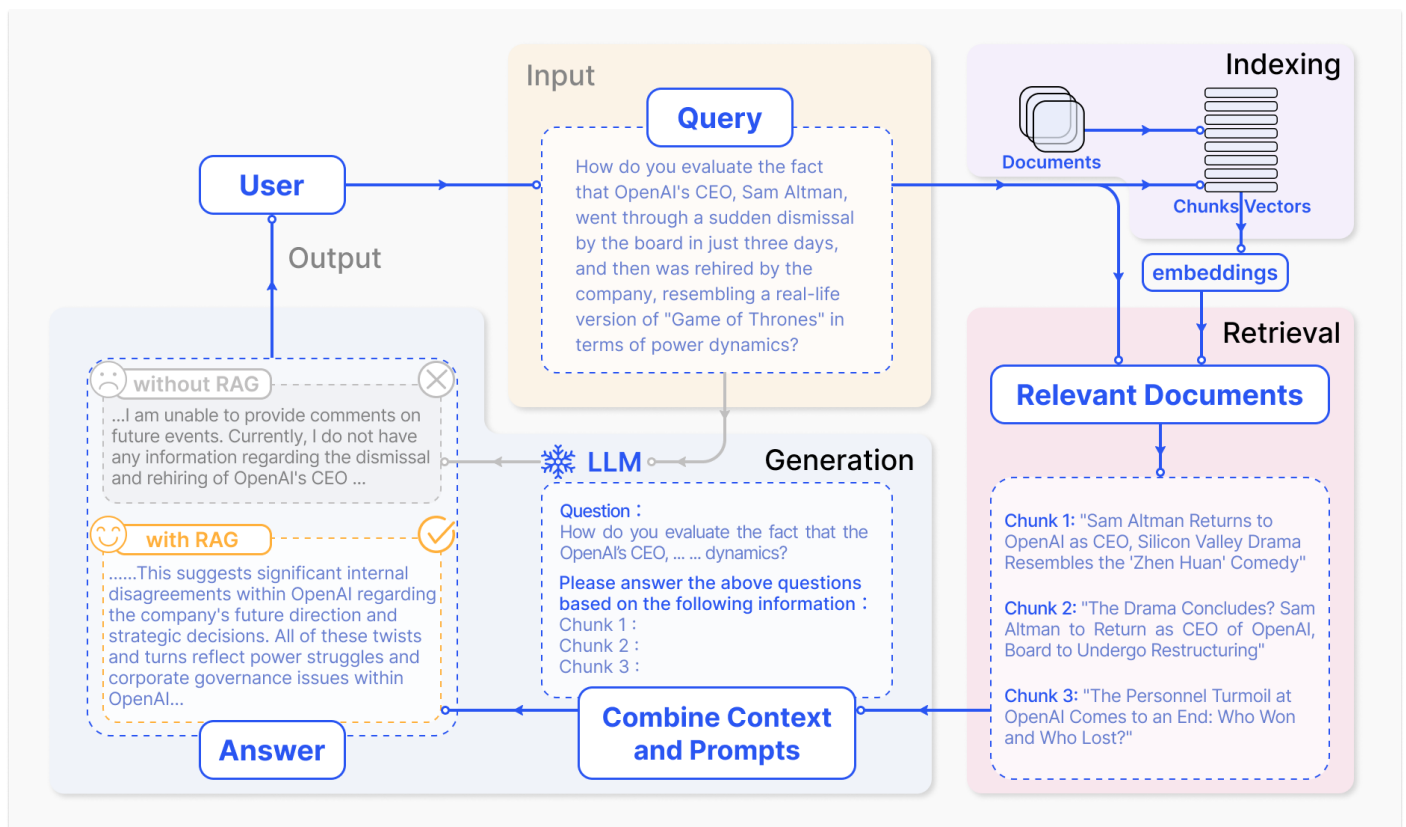 Input
Query
How do you evaluate the fact
that OpenAI's CEO, Sam Altman,
went through a sudden dismissal
by the board in just three days,
and then was rehired by the
company, resembling a real-life
version of "Game of Thrones" in
terms of power dynamics?
Indexing
Documents
Chunks Vectors
embeddings
User
Output
Retrieval
Relevant Documents
Chunk 1: "Sam Altman Returns to
OpenAI as CEO, Silicon Valley Drama
Resembles the 'Zhen Huan' Comedy"
Chunk 2: "The Drama Concludes? Sam
Altman to Return as CEO of OpenAI,
Board to Undergo Restructuring"
Chunk 3: "The Personnel Turmoil at
OpenAI Comes to an End: Who Won
and Who Lost?"
LLM
Generation
Question :
How do you evaluate the fact that the
OpenAI's CEO, ... ... dynamics?
Please answer the above questions
based on the following information :
Chunk 1 :
Chunk 2 :
Chunk 3 :
Combine Context
and Prompts
without RAG
...I am unable to provide comments on
future events. Currently, I do not have
any information regarding the dismissal
and rehiring of OpenAI's CEO ...
with RAG
......This suggests significant internal
disagreements within OpenAI regarding
the company's future direction and
strategic decisions. All of these twists
and turns reflect power struggles and
corporate governance issues within
OpenAI...
Answer